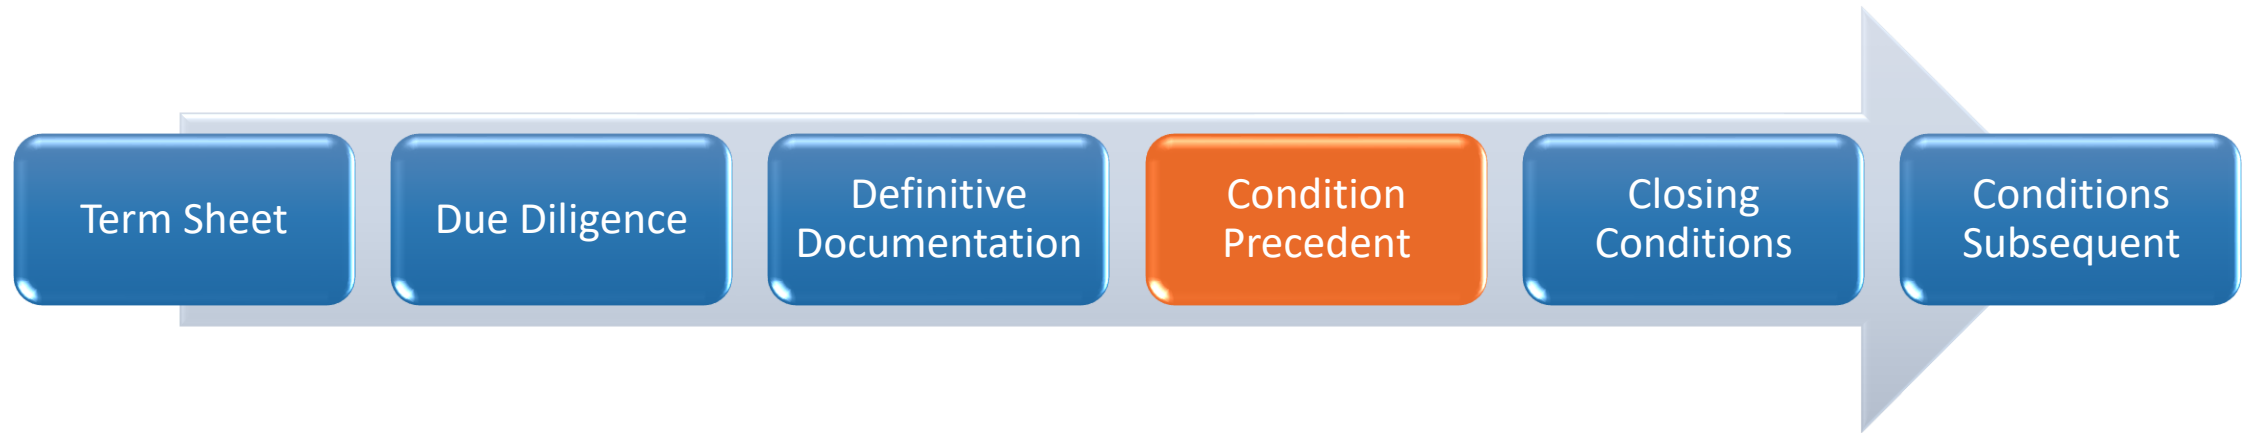 Term Sheet
Due Diligence
Definitive
Documentation
Condition
Precedent
Closing
Conditions
Conditions
Subsequent